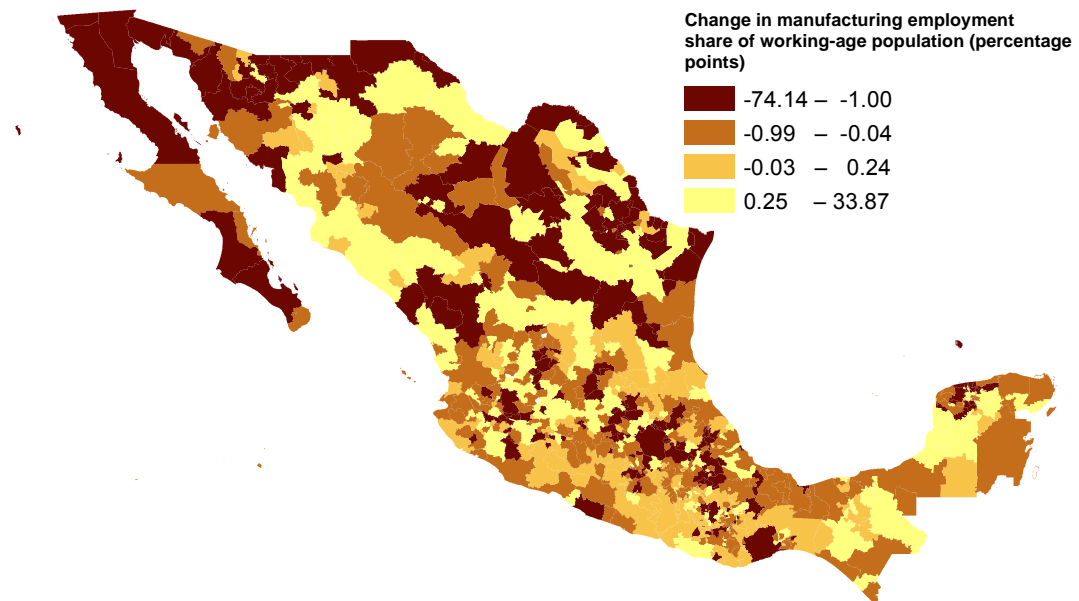 Change in manufacturing employment
share of working-age population (percentage
points)
-74.14 – -1.00
-0.99 – -0.04
-0.03 – 0.24
0.25 – 33.87